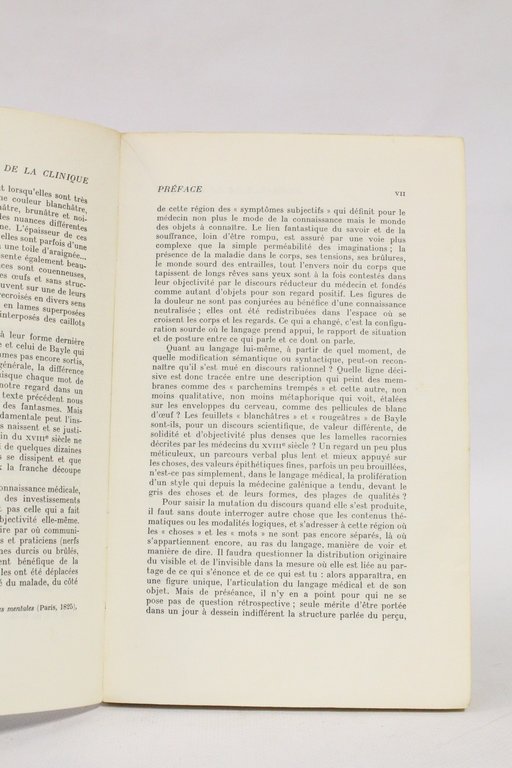 DE LA CLINIQUE
nt lorsqu'elles sont très
ne couleur blanchâtre,
hâtre, brunâtre et noi-
des nuances différentes
ne. L'épaisseur de ces
elles sont parfois d'une
à une toile d'araignée...
sente également beau-
nes sont couenneuses,
es œufs et sans struc-
uvent sur une de leurs
recroisés en divers sens
en lames superposées
interposés des caillots
à leur forme dernière
e et celui de Bayle qui
omes pas encore sortis,
générale, la différence
uisque chaque mot de
notre regard dans un
texte précédent nous
des fantasmes. Mais
damentale peut l'ins-
s naissent et se justi-
in du XVIIIe siècle ne
i de quelques dizaines
s se dissipent et que
x la franche découpe
onnaissance médicale,
des investissements
t pas celle qui a fait
objectivité elle-même.
ire par où communi-
et praticiens (nerfs
nes durcis ou brûlés,
ent bénéfique de la
lles ont été déplacées
é du malade, du côté
es mentales (Paris, 1825),
PRÉFACE VII
de cette région des « symptômes subjectifs » qui définit pour le
médecin non plus le mode de la connaissance mais le monde
des objets à connaître. Le lien fantastique du savoir et de la
souffrance, loin d'être rompu, est assuré par une voie plus
complexe que la simple perméabilité des imaginations ; la
présence de la maladie dans le corps, ses tensions, ses brûlures,
le monde sourd des entrailles, tout l'envers noir du corps que
tapissent de longs rêves sans yeux sont à la fois contestés dans
leur objectivité par le discours réducteur du médecin et fondés
comme autant d'objets pour son regard positif. Les figures de
la douleur ne sont pas conjurées au bénéfice d'une connaissance
neutralisée ; elles ont été redistribuées dans l'espace où se
croisent les corps et les regards. Ce qui a changé, c'est la configu-
ration sourde où le langage prend appui, le rapport de situation
et de posture entre ce qui parle et ce dont on parle.
Quant au langage lui-même, à partir de quel moment, de
quelle modification sémantique ou syntactique, peut-on recon-
naître qu'il s'est mué en discours rationnel ? Quelle ligne déci-
sive est donc tracée entre une description qui peint des mem-
branes comme des « parchemins trempés » et cette autre, non
moins qualitative, non moins métaphorique qui voit, étalées
sur les enveloppes du cerveau, comme des pellicules de blanc
d'œuf ? Les feuillets « blanchâtres » et « rougeâtres » de Bayle
sont-ils, pour un discours scientifique, de valeur différente, de
solidité et d'objectivité plus denses que les lamelles racornies
décrites par les médecins du XVIIIe siècle ? Un regard un peu plus
méticuleux, un parcours verbal plus lent et mieux appuyé sur
les choses, des valeurs épithétiques fines, parfois un peu brouillées,
n'est-ce pas simplement, dans le langage médical, la prolifération
d'un style qui depuis la médecine galénique a tendu, devant le
gris des choses et de leurs formes, des plages de qualités ?
Pour saisir la mutation du discours quand elle s'est produite,
il faut sans doute interroger autre chose que les contenus thé-
matiques ou les modalités logiques, et s'adresser à cette région où
les « choses » et les « mots » ne sont pas encore séparés, là où
s'appartiennent encore, au ras du langage, manière de voir et
manière de dire. Il faudra questionner la distribution originaire
du visible et de l'invisible dans la mesure où elle est liée au par-
tage de ce qui s'énonce et de ce qui est tu : alors apparaîtra, en
une figure unique, l'articulation du langage médical et de son
objet. Mais de préséance, il n'y en a point pour qui ne se
pose pas de question rétrospective ; seule mérite d'être portée
dans un jour à dessein indifférent la structure parlée du perçu,